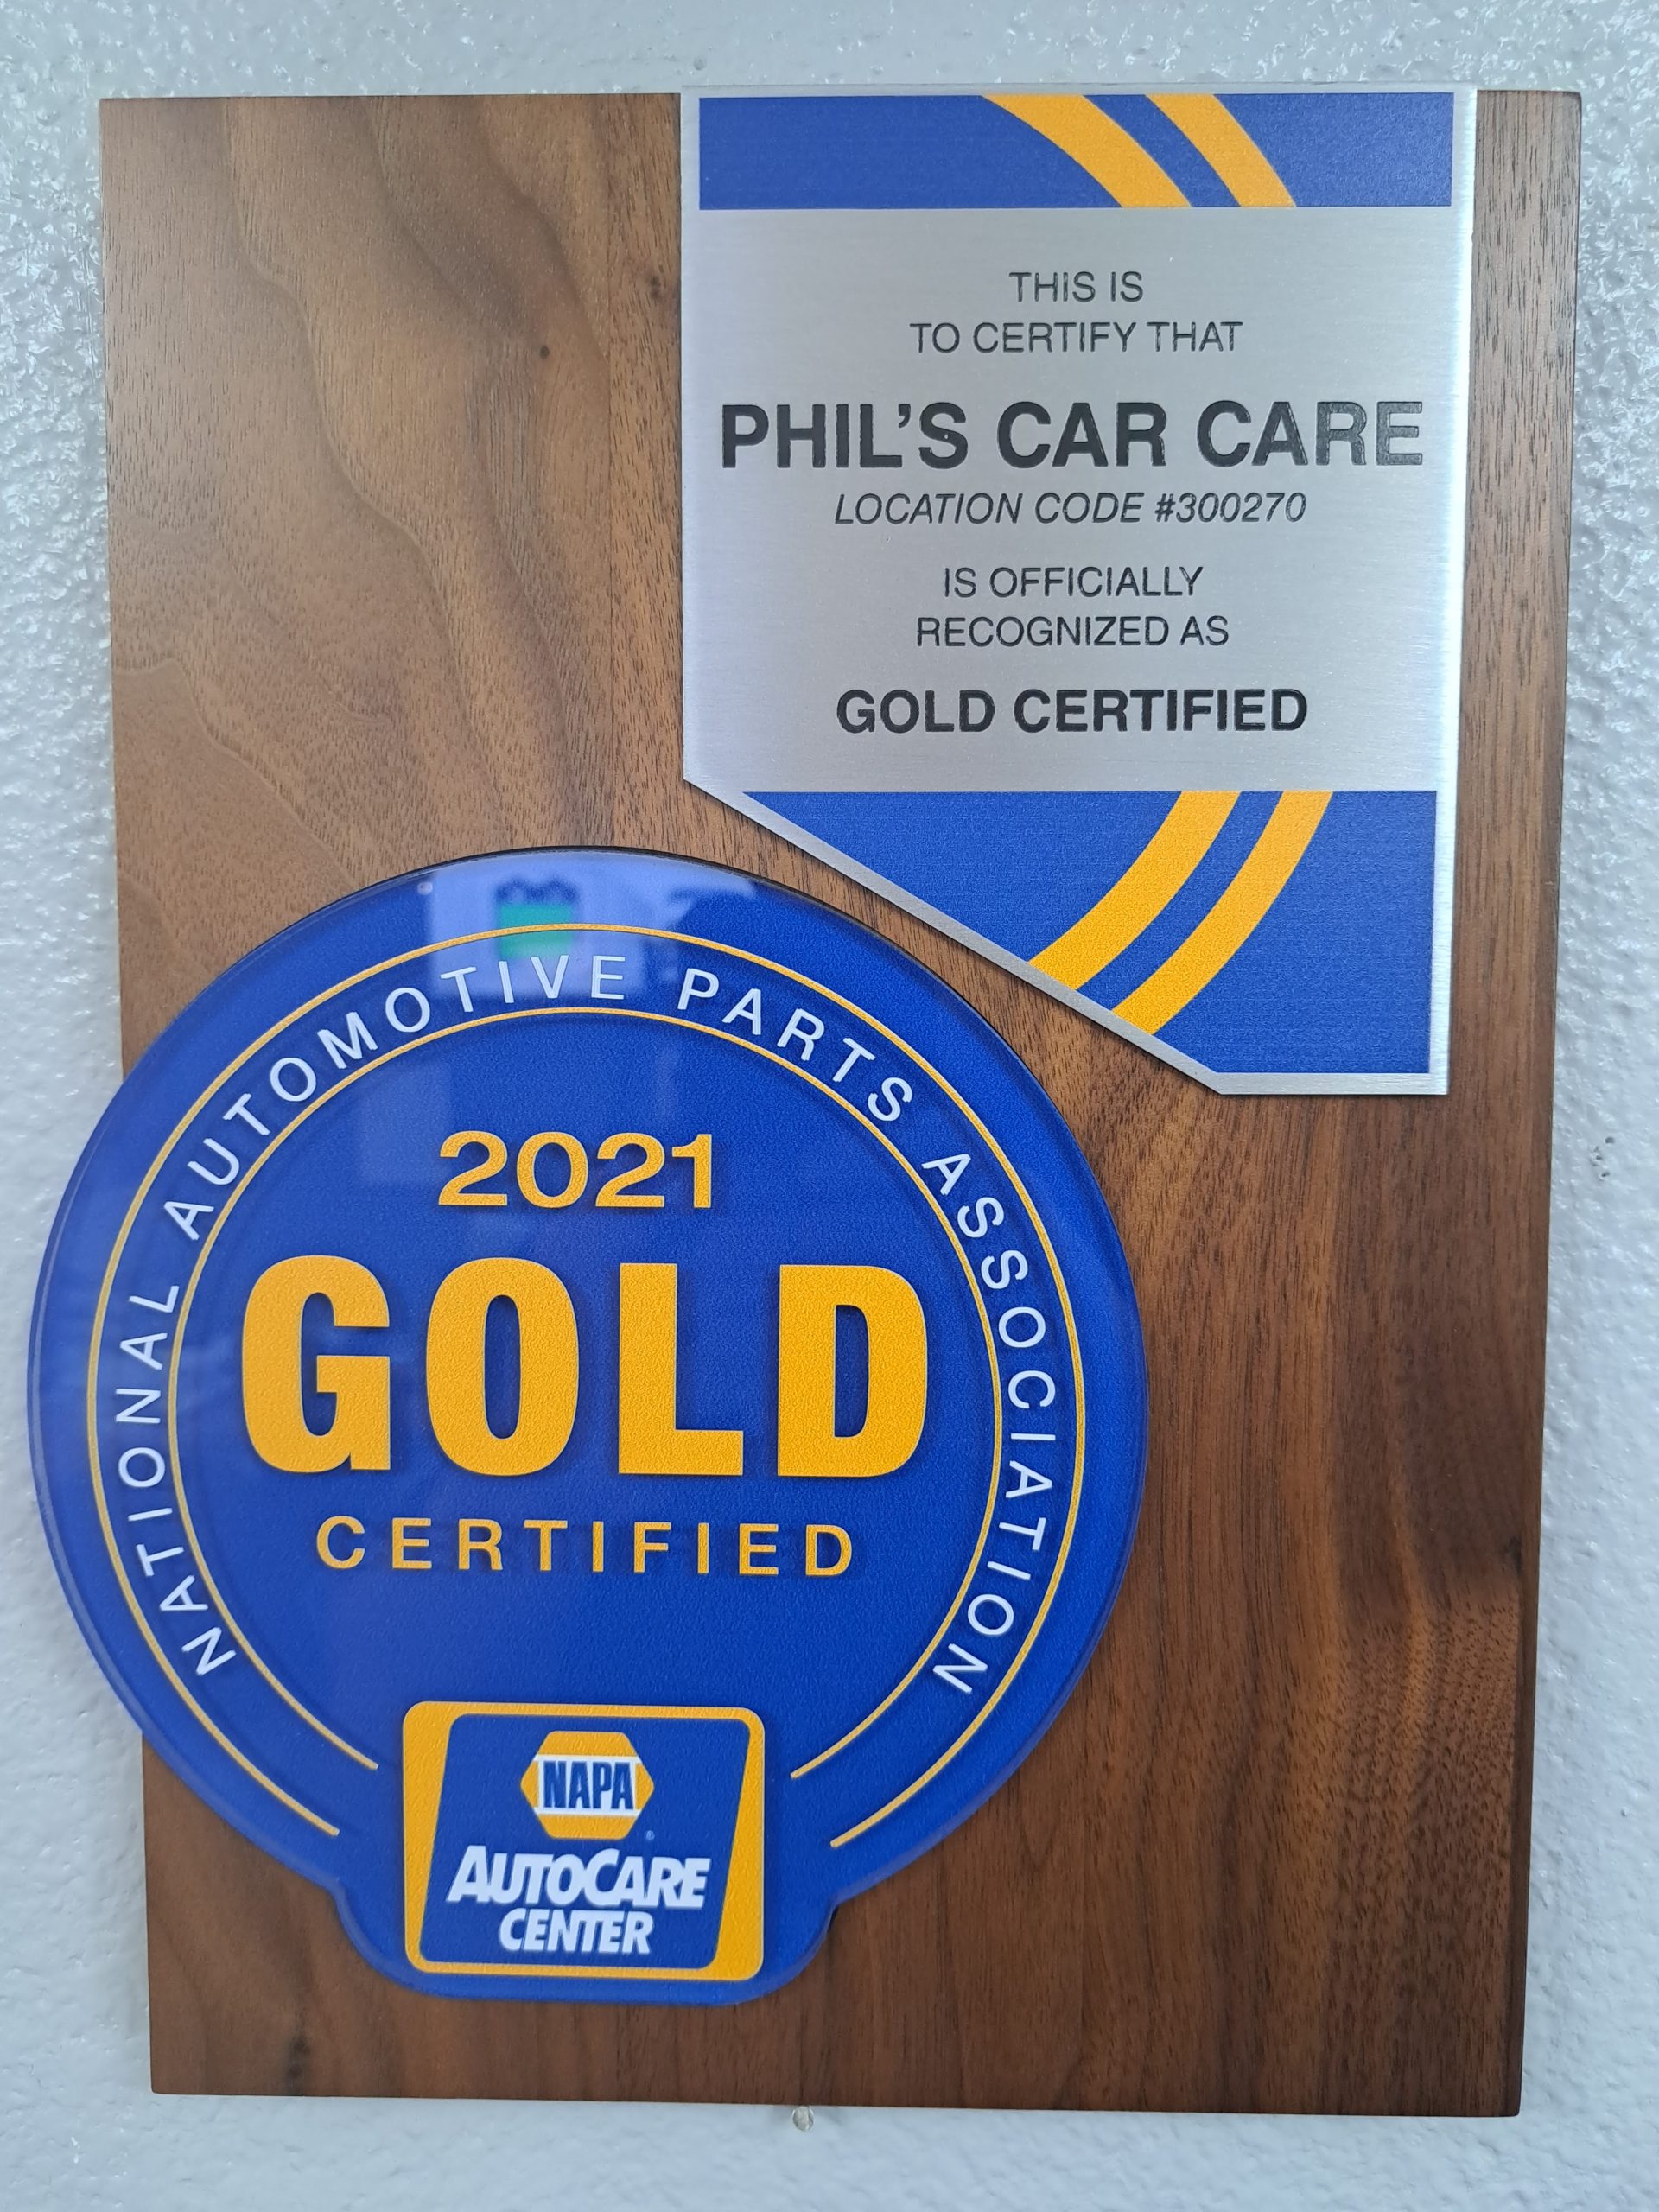 THIS IS
TO CERTIFY THAT
PHIL'S CAR CARE
LOCATION CODE #300270
IS OFFICIALLY
RECOGNIZED AS
GOLD CERTIFIED
NATIONAL AUTOMOTIVE PARTS ASSOCIATION
2021
GOLD
CERTIFIED
NAPA
AUTOCARE
CENTER